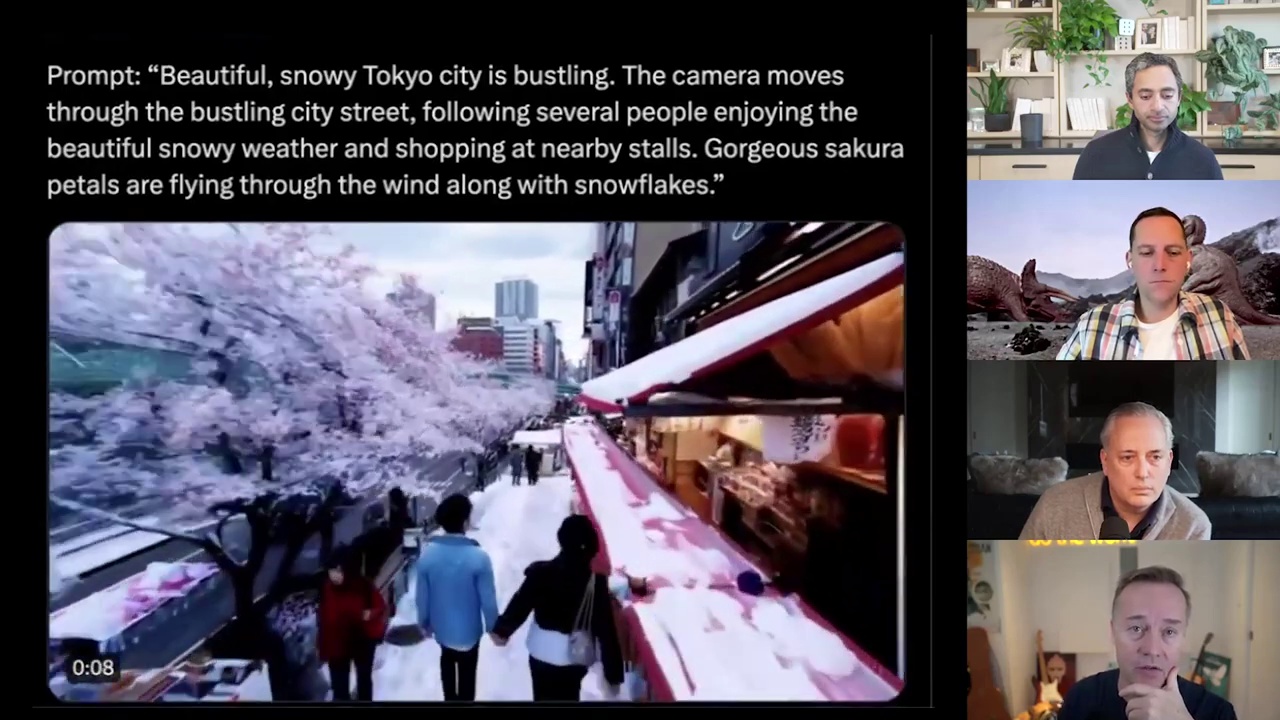 Prompt: “Beautiful, snowy Tokyo city is bustling. The camera moves
through the bustling city street, following several people enjoying the
beautiful snowy weather and shopping at nearby stalls. Gorgeous sakura
petals are flying through the wind along with snowflakes.”
0:08